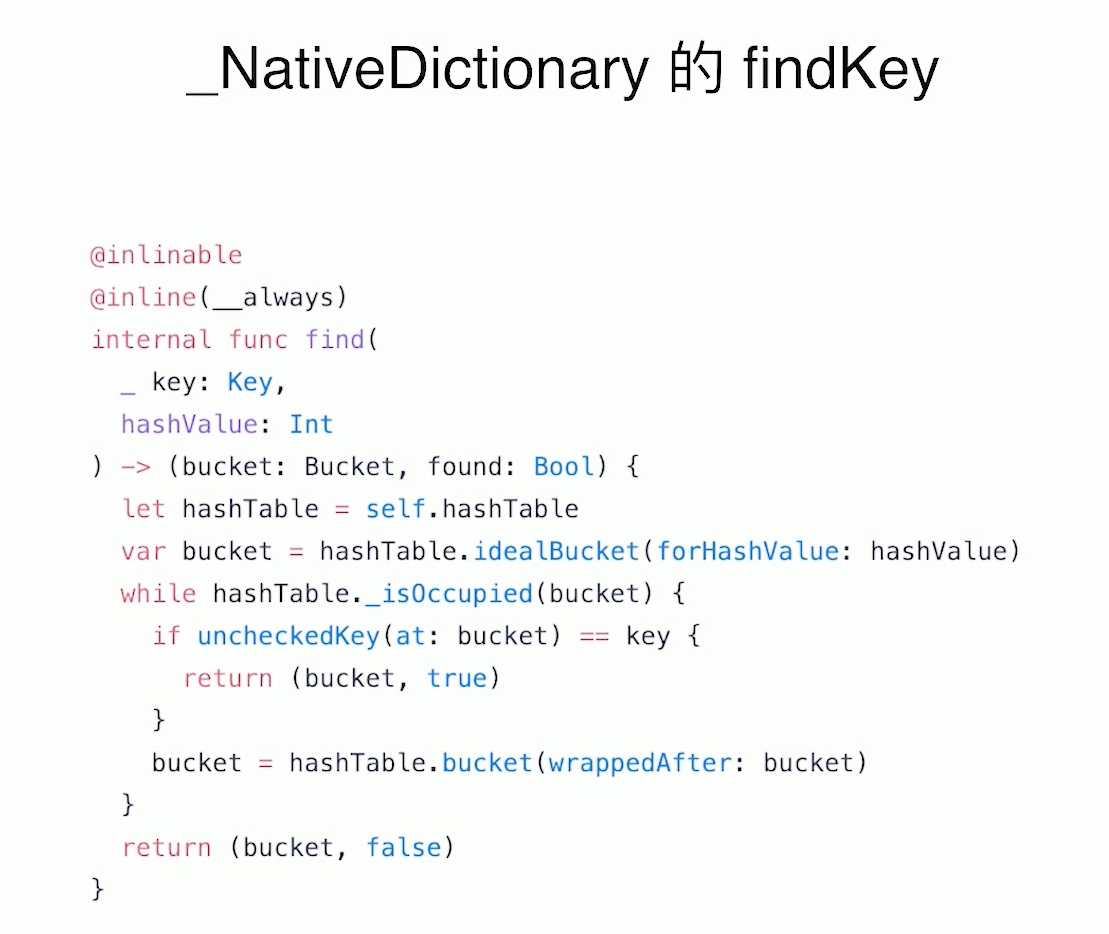 _NativeDictionary 的 findKey
@inlinable
@inline(__always)
internal func find(
  _ key: Key,
  hashValue: Int
) -> (bucket: Bucket, found: Bool) {
  let hashTable = self.hashTable
  var bucket = hashTable.idealBucket(forHashValue: hashValue)
  while hashTable._isOccupied(bucket) {
    if uncheckedKey(at: bucket) == key {
      return (bucket, true)
    }
    bucket = hashTable.bucket(wrappedAfter: bucket)
  }
  return (bucket, false)
}